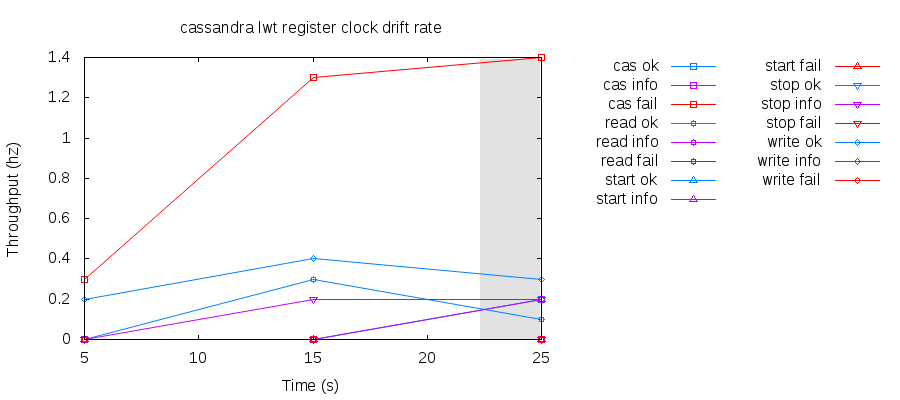 cassandra lwt register clock drift rate
1.4
1.2
1
0.8
0.6
0.4
0.2
0
5
10
15
20
25
Throughput (hz)
Time (s)
cas ok
cas info
cas fail
read ok
read info
read fail
start ok
start info
start fail
stop ok
stop info
stop fail
write ok
write info
write fail